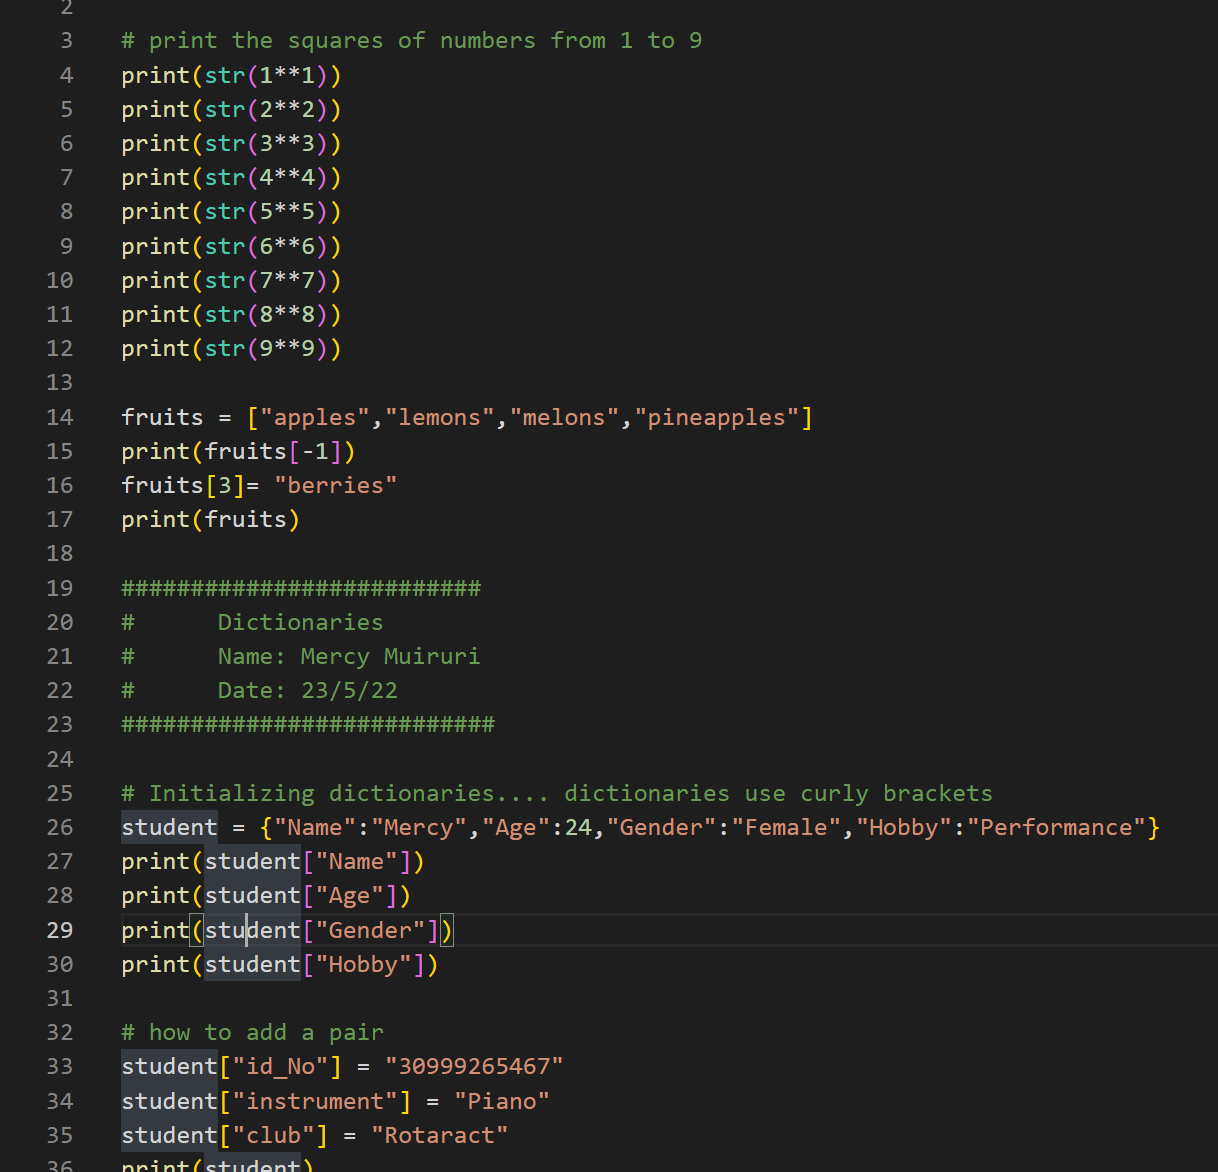 2
3 # print the squares of numbers from 1 to 9
4 print(str(1**1))
5 print(str(2**2))
6 print(str(3**3))
7 print(str(4**4))
8 print(str(5**5))
9 print(str(6**6))
10 print(str(7**7))
11 print(str(8**8))
12 print(str(9**9))
13
14 fruits = ["apples","lemons","melons","pineapples"]
15 print(fruits[-1])
16 fruits[3]= "berries"
17 print(fruits)
18
19 ##########################
20 #      Dictionaries
21 #      Name: Mercy Muiruri
22 #      Date: 23/5/22
23 ###########################
24
25 # Initializing dictionaries.... dictionaries use curly brackets
26 student = {"Name":"Mercy","Age":24,"Gender":"Female","Hobby":"Performance"}
27 print(student["Name"])
28 print(student["Age"])
29 print(student["Gender"])
30 print(student["Hobby"])
31
32 # how to add a pair
33 student["id_No"] = "30999265467"
34 student["instrument"] = "Piano"
35 student["club"] = "Rotaract"
36 print(student)